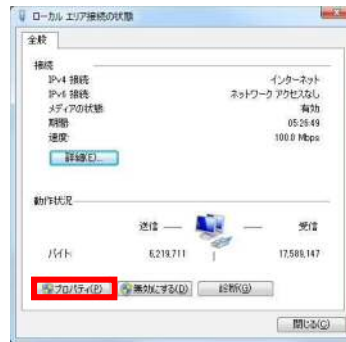 ローカル エリア接続の状態
全般
接続
IPv4 接続: インターネット
IPv6 接続: ネットワーク アクセスなし
メディアの状態: 有効
期間: 05:26:49
速度: 100.0 Mbps
詳細(E)...
動作状況
送信 — — 受信
バイト: 6,219,711 17,589,147
プロパティ(P) 無効にする(D) 診断(G)
閉じる(C)